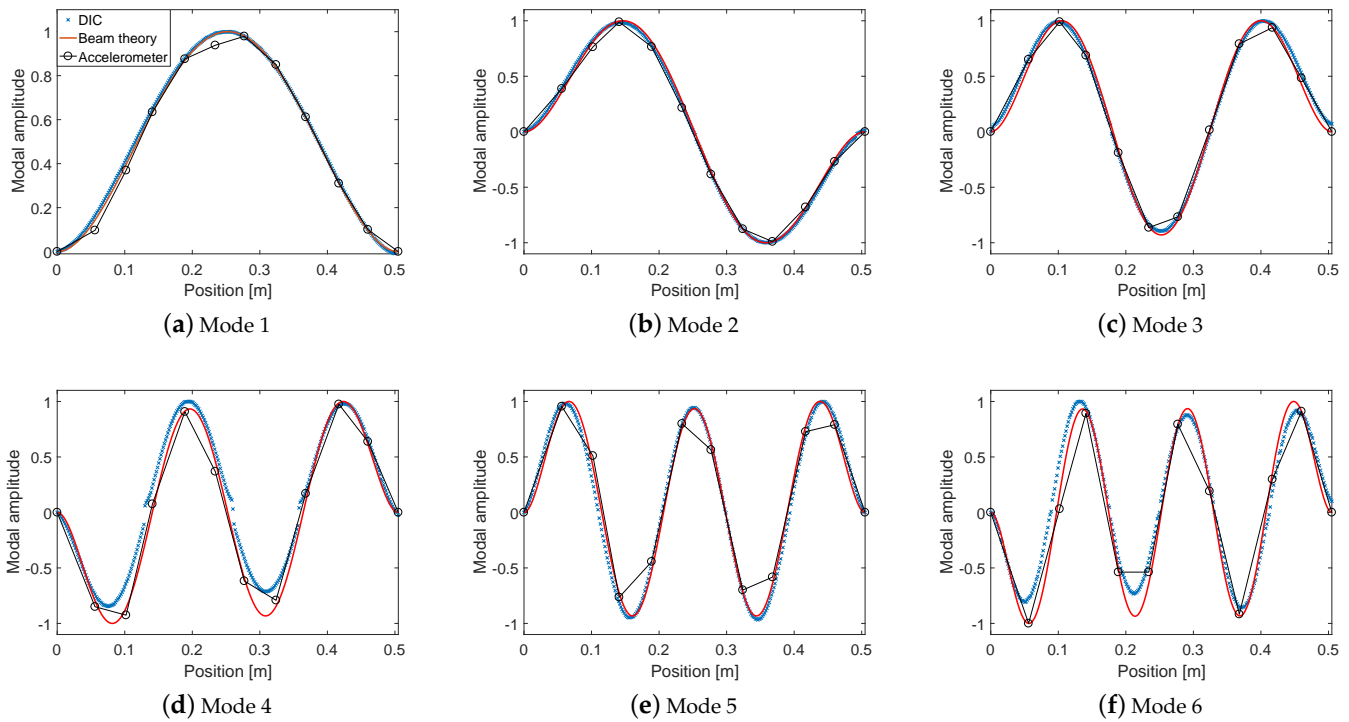 DIC
Beam theory
Accelerometer
1
0.8
0.6
0.4
0.2
0
Modal amplitude
0 0.1 0.2 0.3 0.4 0.5
Position [m]
(a) Mode 1
1
0.5
0
-0.5
-1
Modal amplitude
0 0.1 0.2 0.3 0.4 0.5
Position [m]
(b) Mode 2
1
0.5
0
-0.5
-1
Modal amplitude
0 0.1 0.2 0.3 0.4 0.5
Position [m]
(c) Mode 3
1
0.5
0
-0.5
-1
Modal amplitude
0 0.1 0.2 0.3 0.4 0.5
Position [m]
(d) Mode 4
1
0.5
0
-0.5
-1
Modal amplitude
0 0.1 0.2 0.3 0.4 0.5
Position [m]
(e) Mode 5
1
0.5
0
-0.5
-1
Modal amplitude
0 0.1 0.2 0.3 0.4 0.5
Position [m]
(f) Mode 6